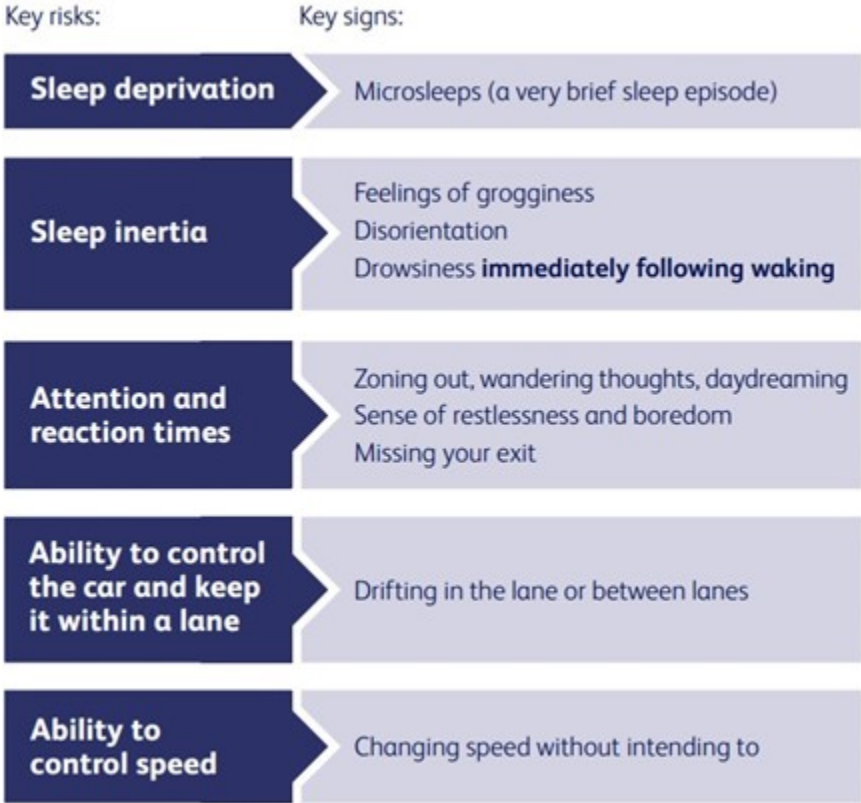 Key risks:
Key signs:
Sleep deprivation
Microsleeps (a very brief sleep episode)
Sleep inertia
Feelings of grogginess
Disorientation
Drowsiness immediately following waking
Attention and
reaction times
Zoning out, wandering thoughts, daydreaming
Sense of restlessness and boredom
Missing your exit
Ability to control
the car and keep
it within a lane
Drifting in the lane or between lanes
Ability to
control speed
Changing speed without intending to